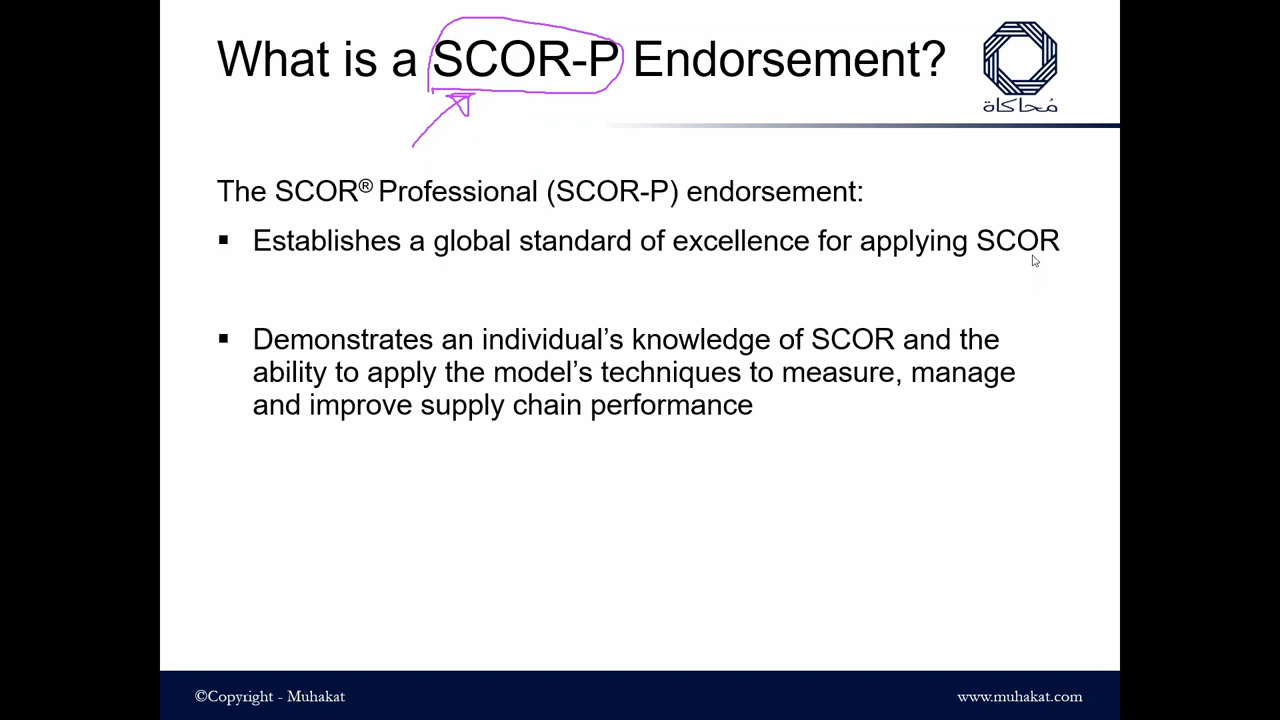 What is a SCOR-P Endorsement?
مُحاكاة
The SCOR® Professional (SCOR-P) endorsement:
▪ Establishes a global standard of excellence for applying SCOR
▪ Demonstrates an individual’s knowledge of SCOR and the
ability to apply the model’s techniques to measure, manage
and improve supply chain performance
©Copyright - Muhakat
www.muhakat.com